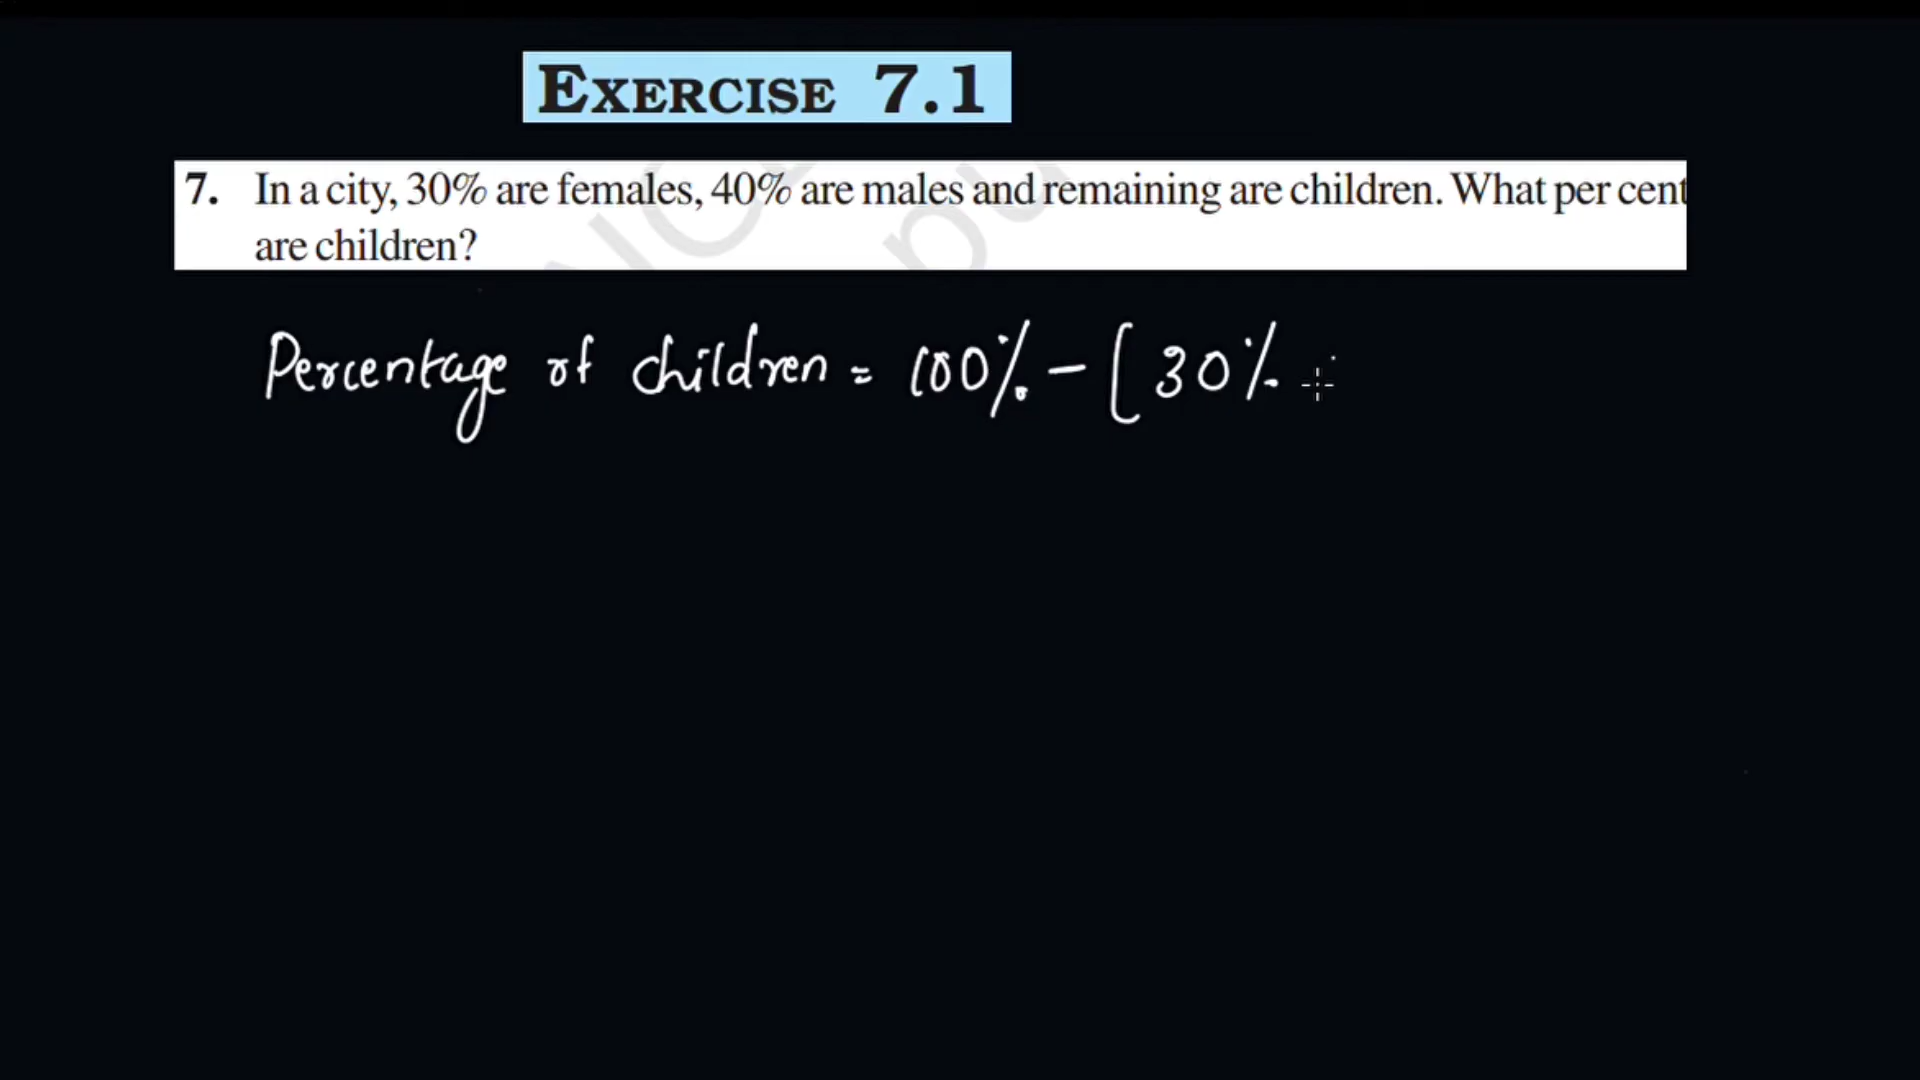 EXERCISE 7.1
7. In a city, 30% are females, 40% are males and remaining are children. What per cent
are children?
Percentage of children = 100% - [ 30%